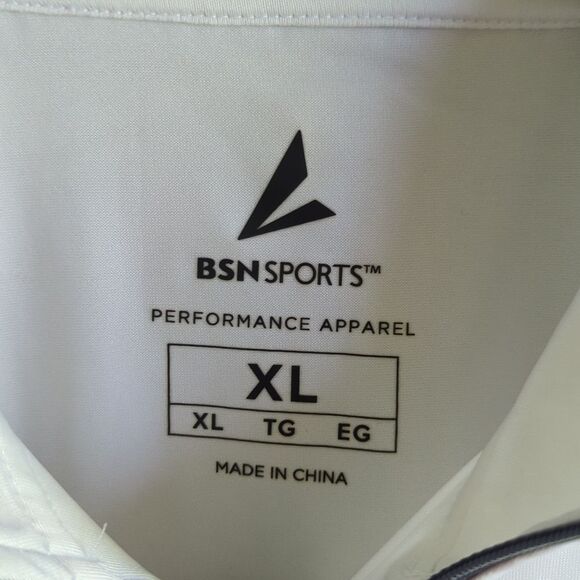 BSN SPORTS™
PERFORMANCE APPAREL
XL
XL TG EG
MADE IN CHINA